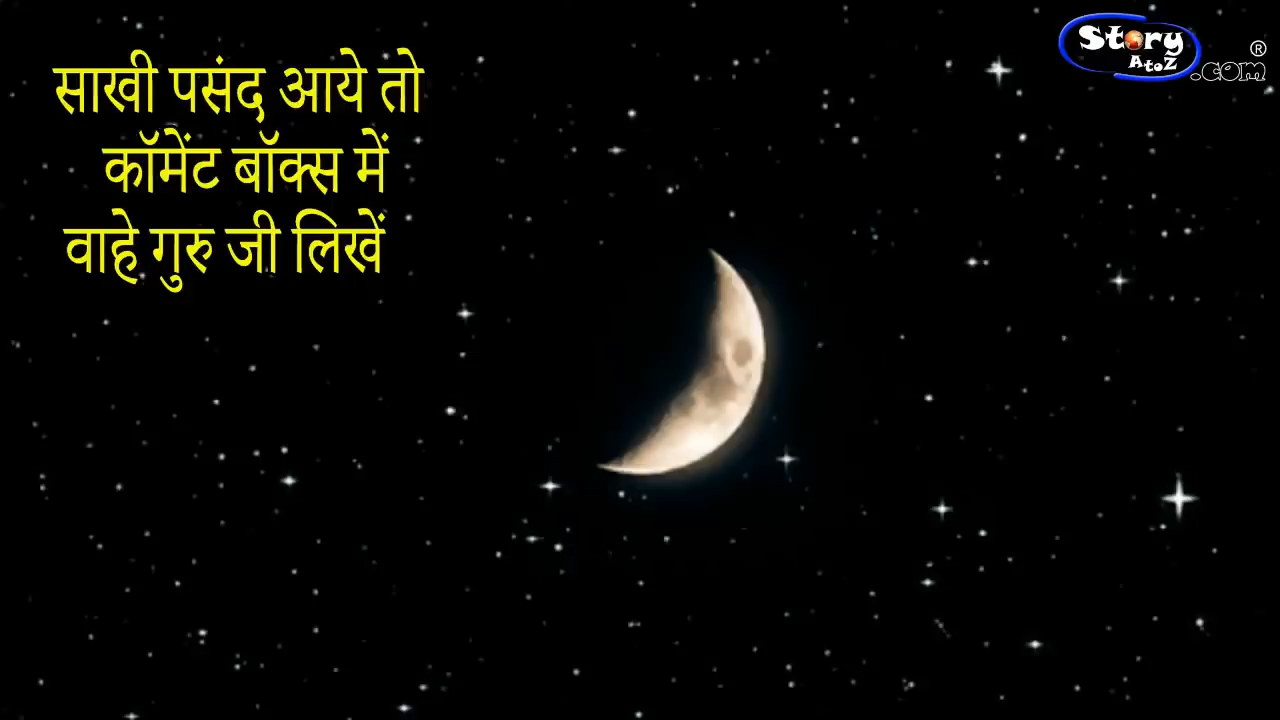 साखी पसंद आये तो
कॉमेंट बॉक्स में
वाहे गुरु जी लिखें
Story
AtoZ
.com
®